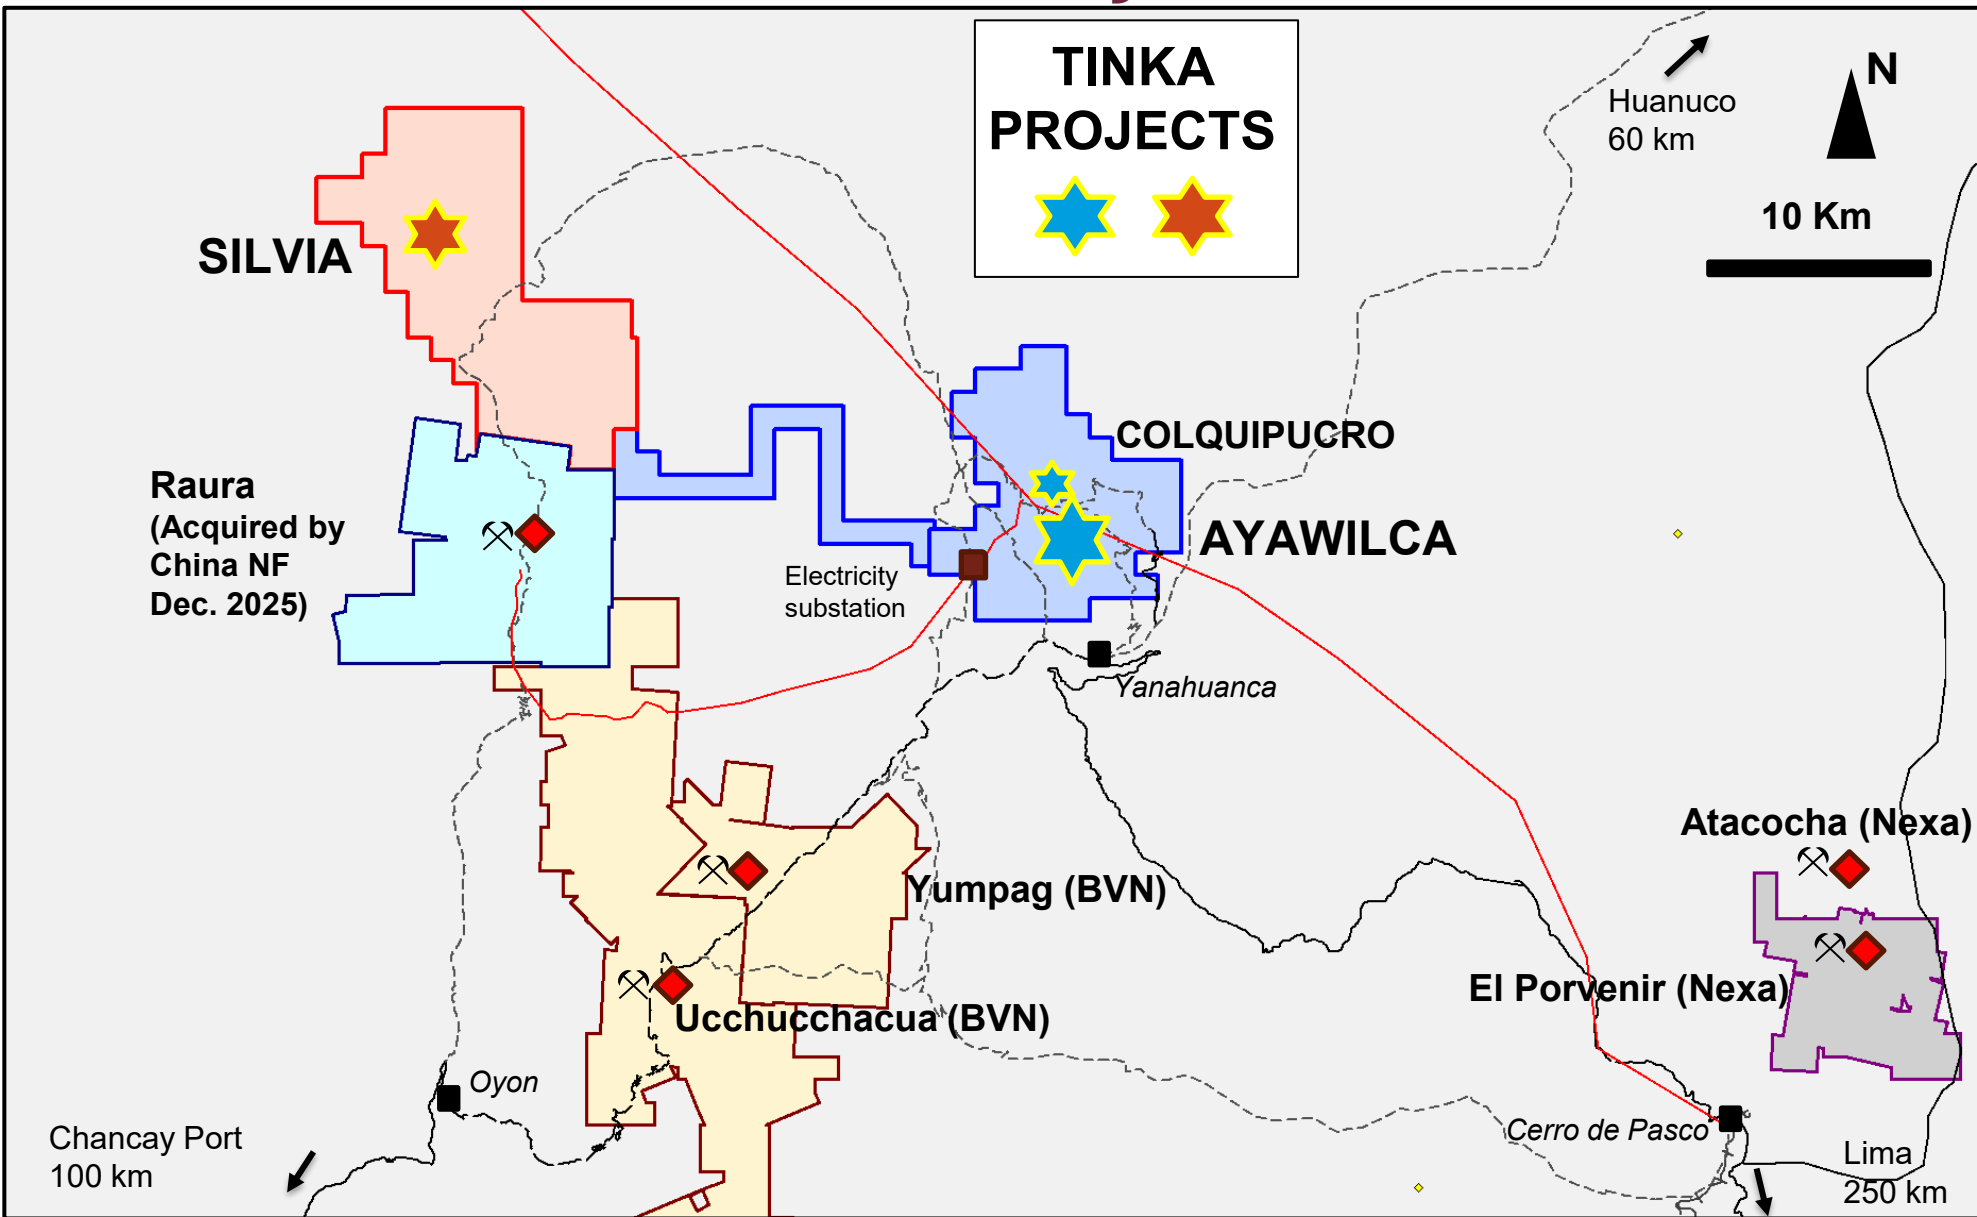 TINKA
PROJECTS
N
Huanuco
60 km
10 Km
SILVIA
COLQUIPUCRO
AYAWILCA
Raura
(Acquired by
China NF
Dec. 2025)
Electricity
substation
Yanahuanca
Atacocha (Nexa)
Yumpag (BVN)
El Porvenir (Nexa)
Ucchucchacua (BVN)
Oyon
Cerro de Pasco
Chancay Port
100 km
Lima
250 km